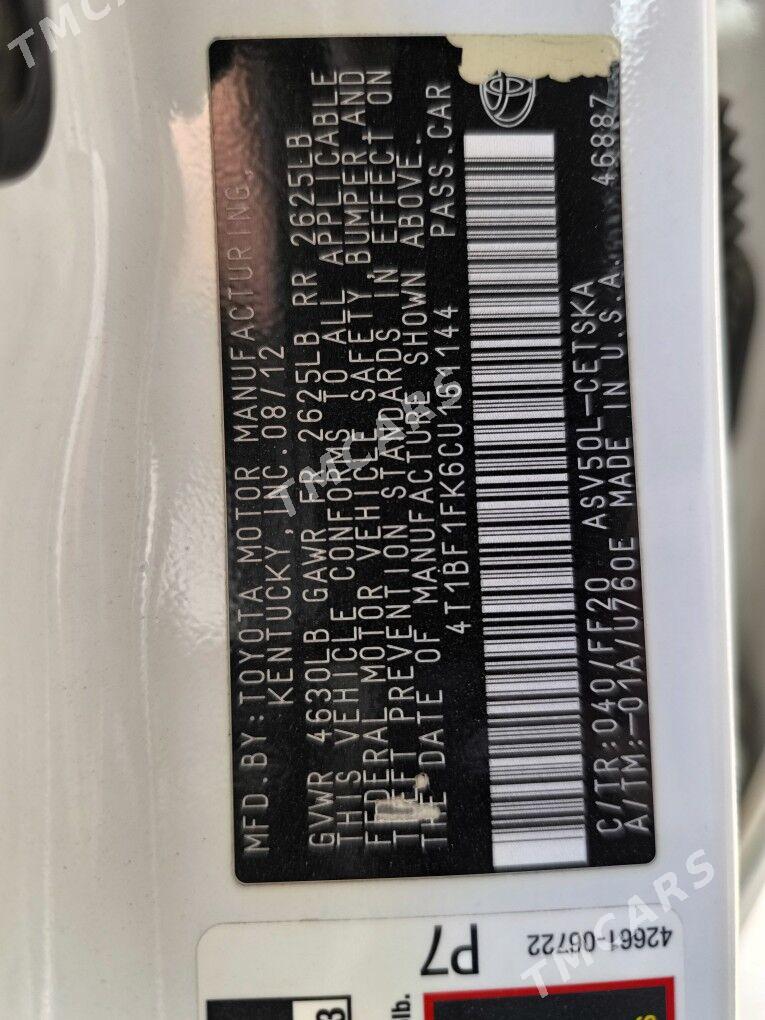 MFD.BY:TOYOTA MOTOR MANUFACTURING,
KENTUCKY, INC.08/12
GVWR 4630LB GAWR FR 2625LB RR 2625LB
THIS VEHICLE CONFORMS TO ALL APPLICABLE
FEDERAL MOTOR VEHICLE SAFETY, BUMPER AND
THEFT PREVENTION STANDARDS IN EFFECT ON
THE DATE OF MANUFACTURE SHOWN ABOVE.
4T1BF1FK6CU161144 PASS.CAR
C/TR:040/FF20 ASV50L-CETSKA
A/TM:-01A/U760E MADE IN U.S.A. 46887
P7
42661-06722
lb.
TMCARS
TMCARS
TMCARS